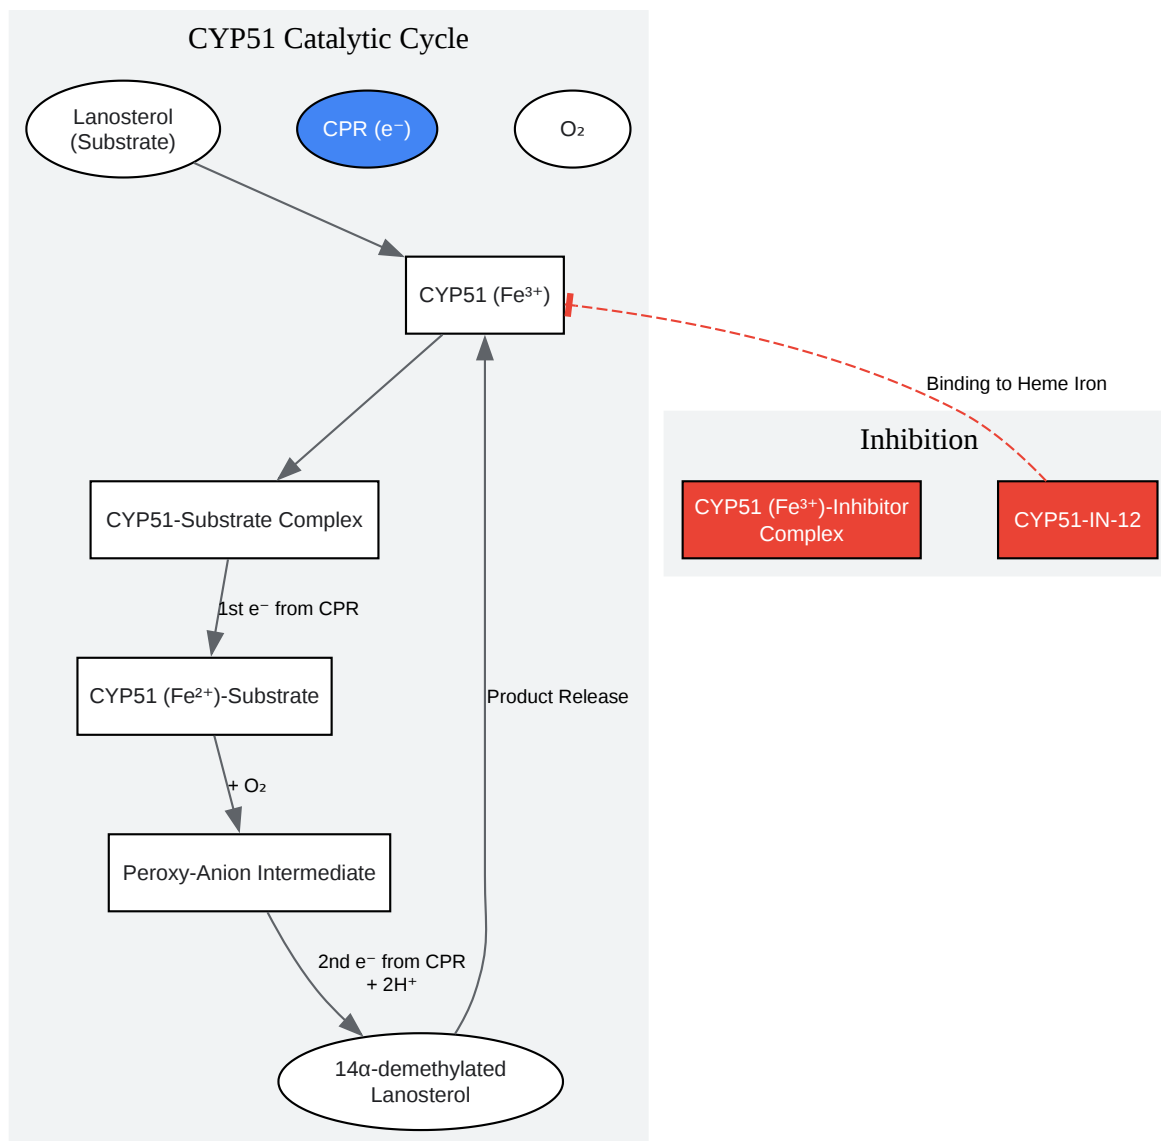 CYP51 Catalytic Cycle
Lanosterol
(Substrate)
CPR (e⁻)
O₂
CYP51 (Fe³⁺)
Binding to Heme Iron
Inhibition
CYP51-Substrate Complex
CYP51 (Fe³⁺)-Inhibitor
Complex
CYP51-IN-12
1st e⁻ from CPR
CYP51 (Fe²⁺)-Substrate
Product Release
+ O₂
Peroxy-Anion Intermediate
2nd e⁻ from CPR
+ 2H⁺
14α-demethylated
Lanosterol